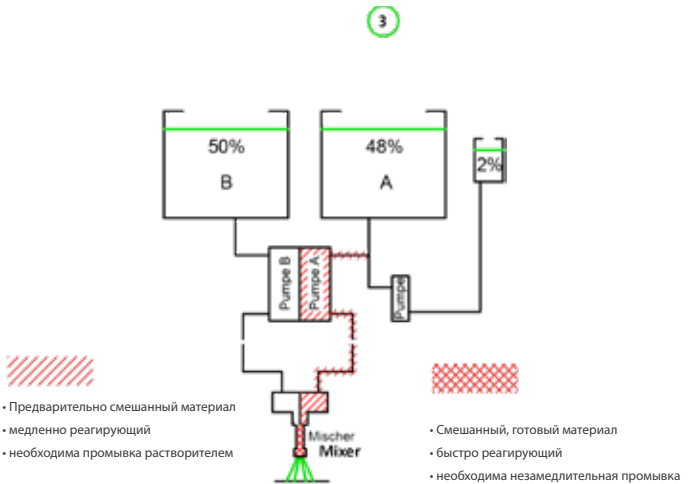 3
50%
B
48%
A
2%
Pumpe B
Pumpe A
Pumpe
• Предварительно смешанный материал
• медленно реагирующий
• необходима промывка растворителем
Mischer
Mixer
• Смешанный, готовый материал
• быстро реагирующий
• необходима незамедлительная промывка